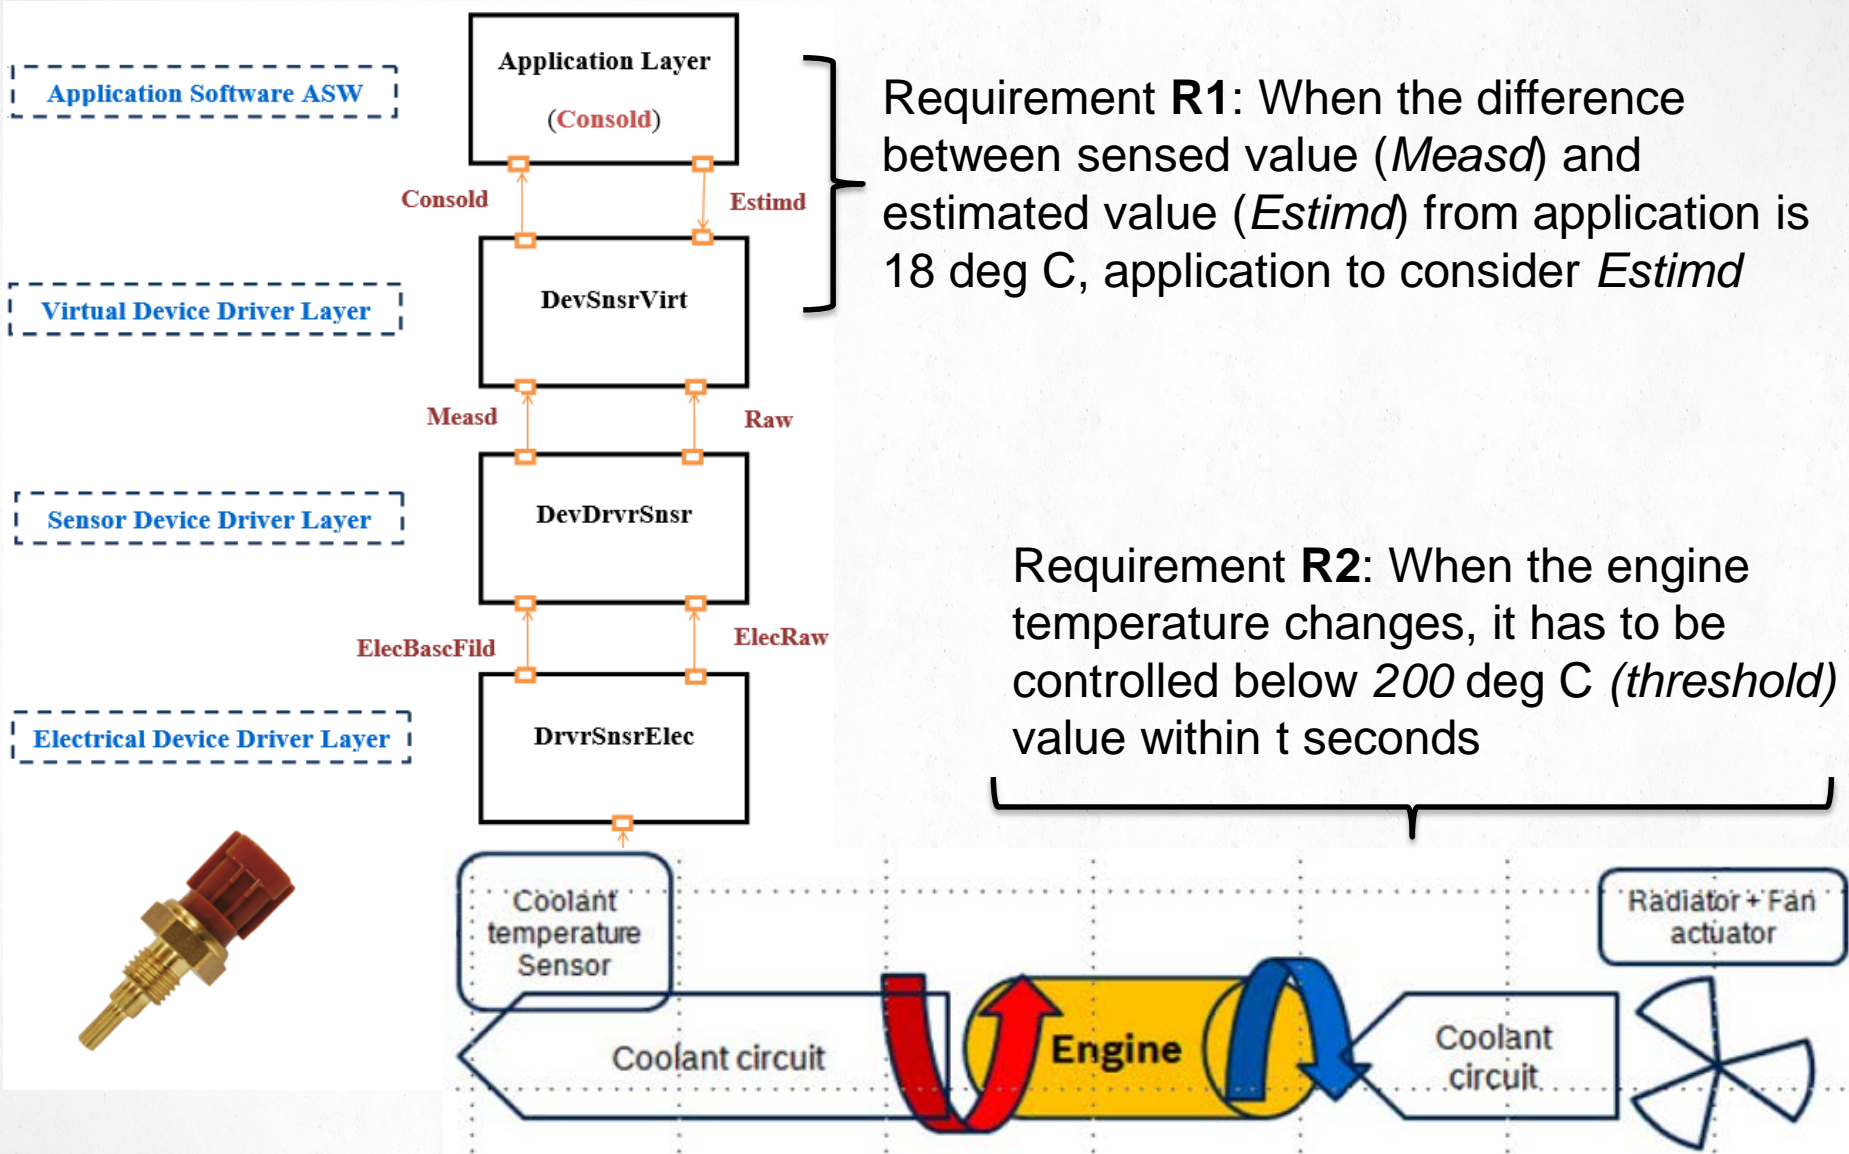 Application Layer
(Consold)
Application Software ASW
Consold
Estimd
Requirement R1: When the difference
between sensed value (Measd) and
estimated value (Estimd) from application is
18 deg C, application to consider Estimd
DevSnsrVirt
Virtual Device Driver Layer
Measd
Raw
DevDrvrSnsr
Sensor Device Driver Layer
ElecBascFild
ElecRaw
Requirement R2: When the engine
temperature changes, it has to be
controlled below 200 deg C (threshold)
value within t seconds
DrvrSnsrElec
Electrical Device Driver Layer
Coolant
temperature
Sensor
Radiator + Fan
actuator
Coolant circuit
Engine
Coolant
circuit